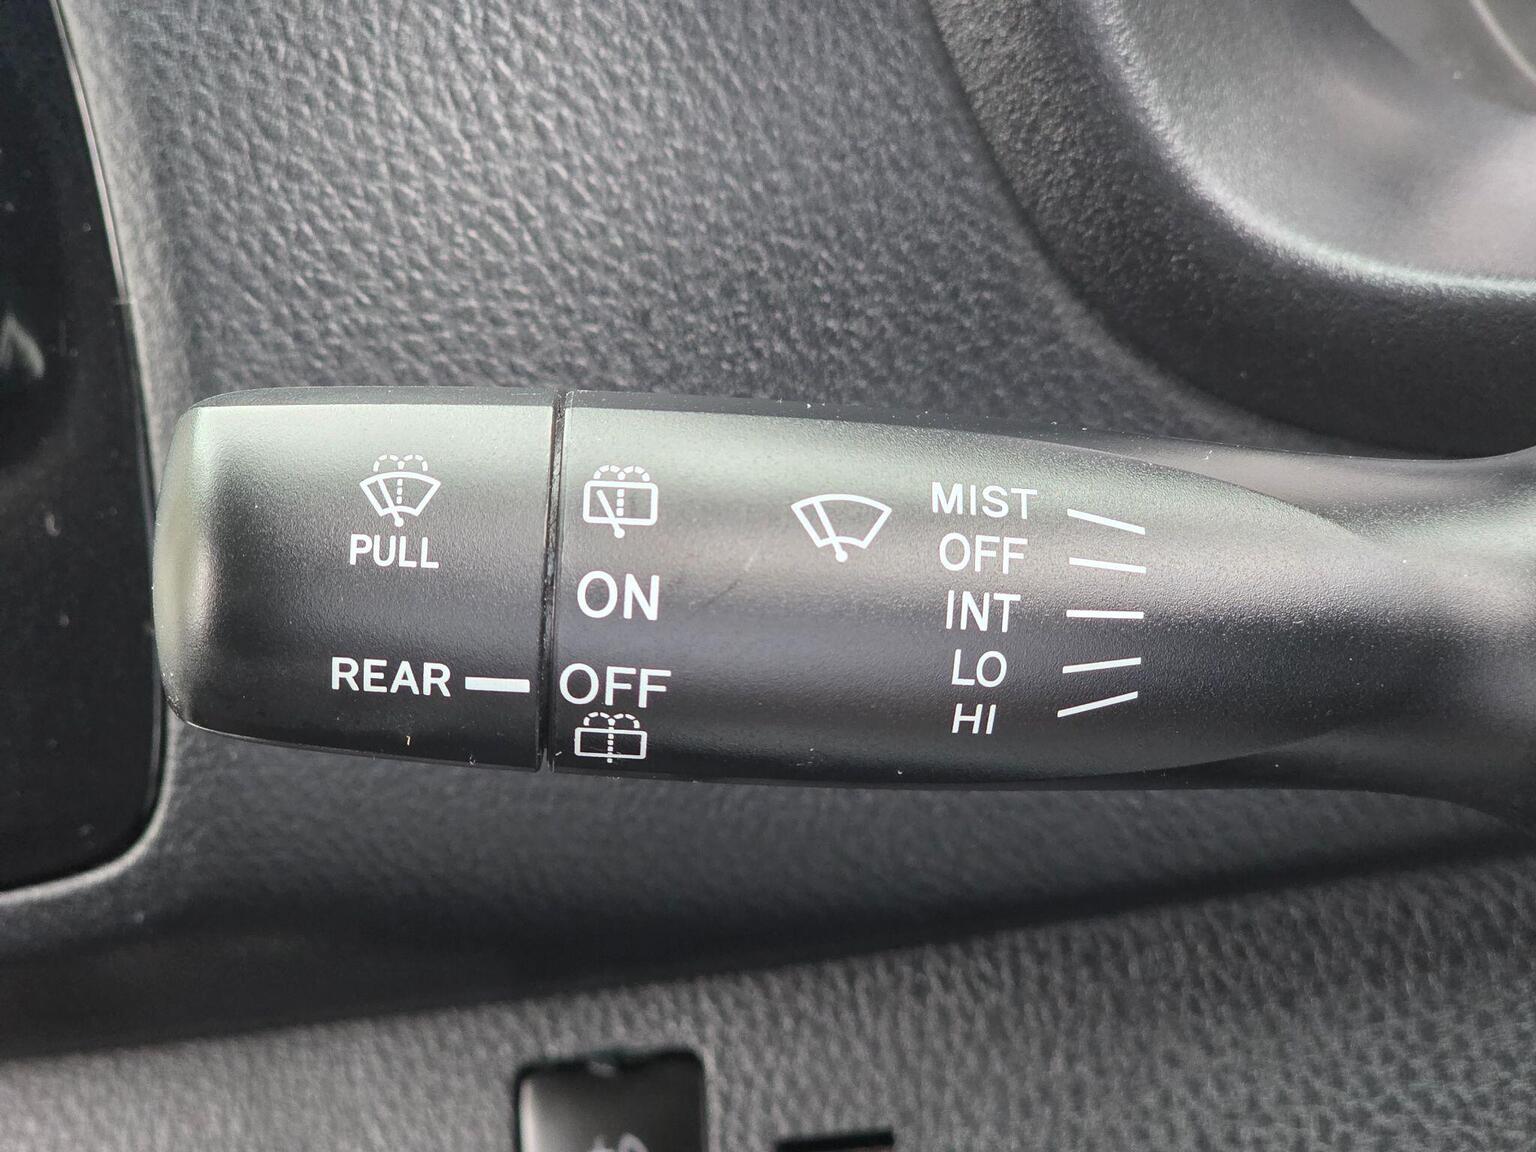 PULL
REAR
ON
OFF
MIST
OFF
INT
LO
HI